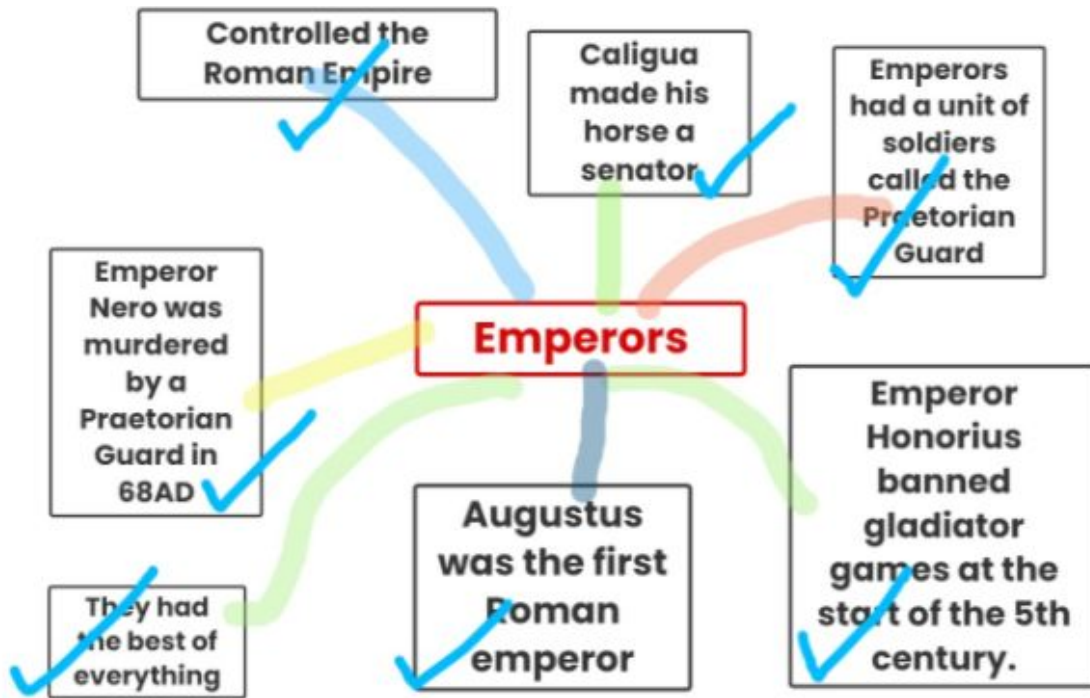 Controlled the
Roman Empire
Caligua
made his
horse a
senator
Emperors
had a unit of
soldiers
called the
Praetorian
Guard
Emperor
Nero was
murdered
by a
Praetorian
Guard in
68AD
Emperors
Emperor
Honorius
banned
gladiator
games at the
start of the 5th
century.
Augustus
was the first
Roman
emperor
They had
the best of
everything